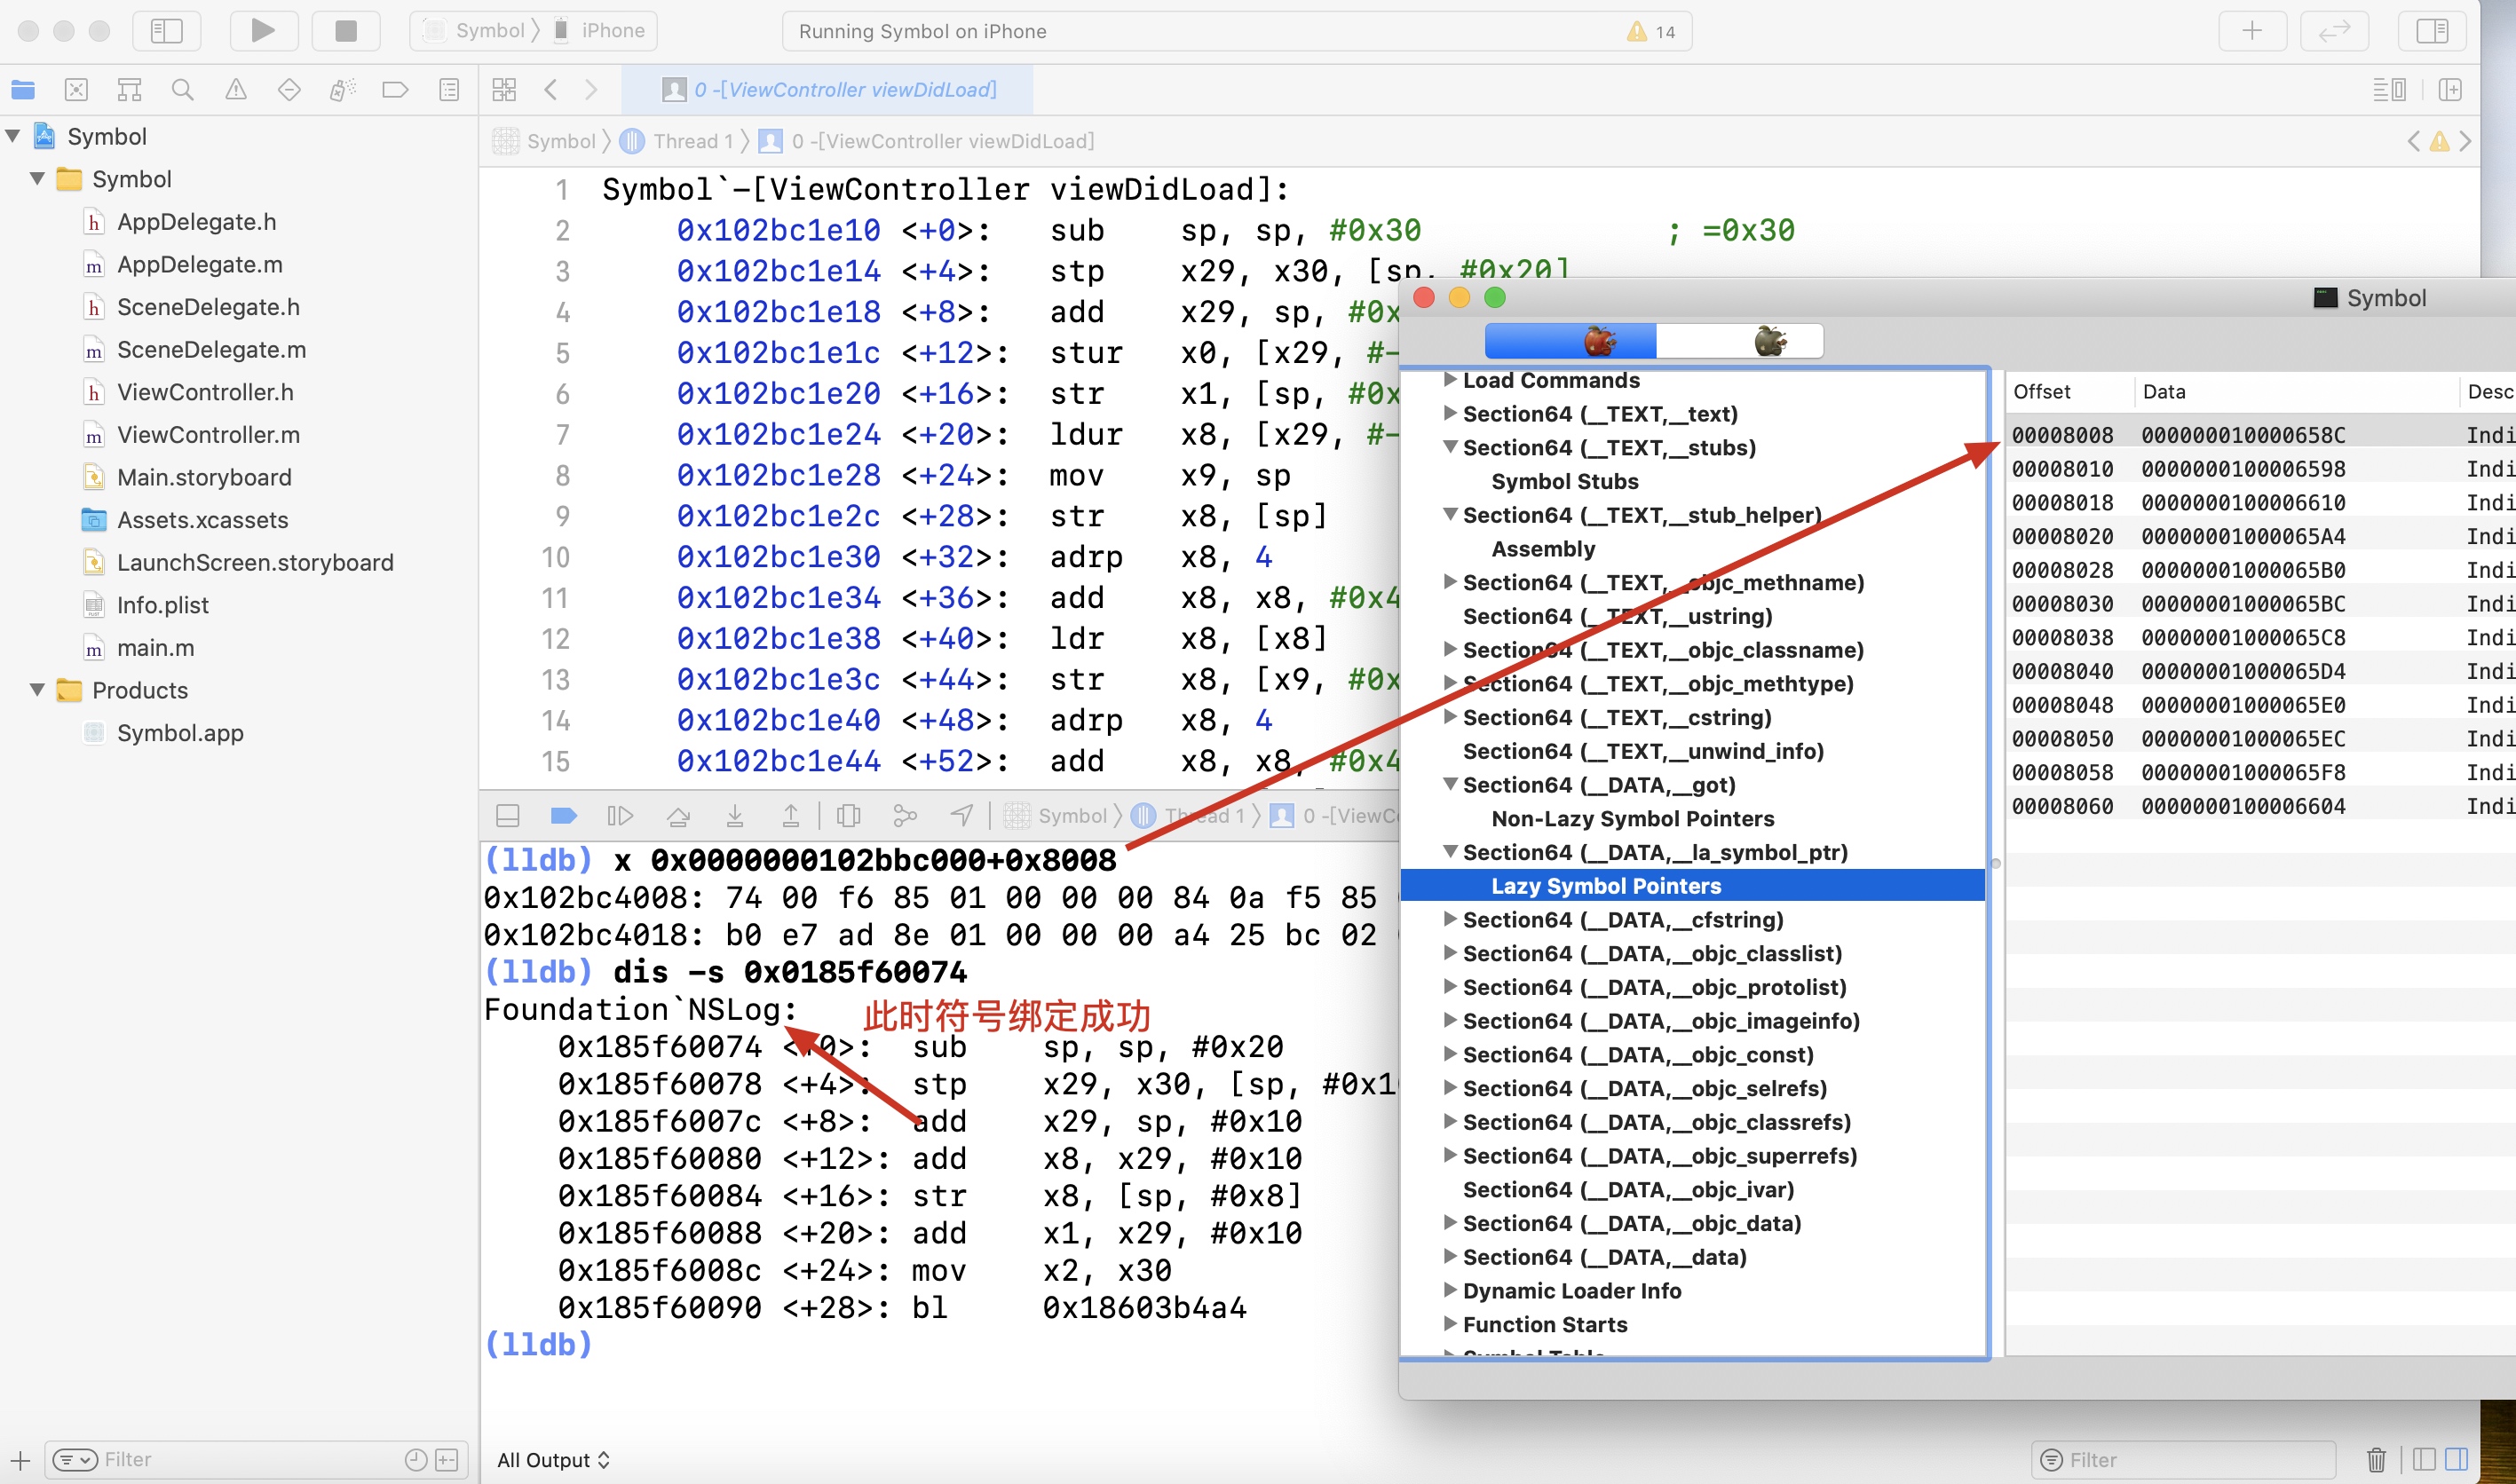 Symbol
iPhone
Running Symbol on iPhone
14
0 -[ViewController viewDidLoad]
Symbol
Symbol
AppDelegate.h
AppDelegate.m
SceneDelegate.h
SceneDelegate.m
ViewController.h
ViewController.m
Main.storyboard
Assets.xcassets
LaunchScreen.storyboard
Info.plist
main.m
Products
Symbol.app
Filter
Symbol
Thread 1
0 -[ViewController viewDidLoad]
1 Symbol`-[ViewController viewDidLoad]:
2 0x102bc1e10 <+0>: sub sp, sp, #0x30 ; =0x30
3 0x102bc1e14 <+4>: stp x29, x30, [sp, #0x20]
4 0x102bc1e18 <+8>: add x29, sp, #0x
5 0x102bc1e1c <+12>: stur x0, [x29, #-
6 0x102bc1e20 <+16>: str x1, [sp, #0x
7 0x102bc1e24 <+20>: ldur x8, [x29, #-
8 0x102bc1e28 <+24>: mov x9, sp
9 0x102bc1e2c <+28>: str x8, [sp]
10 0x102bc1e30 <+32>: adrp x8, 4
11 0x102bc1e34 <+36>: add x8, x8, #0x4
12 0x102bc1e38 <+40>: ldr x8, [x8]
13 0x102bc1e3c <+44>: str x8, [x9, #0x
14 0x102bc1e40 <+48>: adrp x8, 4
15 0x102bc1e44 <+52>: add x8, x8, #0x4
Symbol
Thread 1
0 -[ViewC
(lldb) x 0x0000000102bbc000+0x8008
0x102bc4008: 74 00 f6 85 01 00 00 00 84 0a f5 85
0x102bc4018: b0 e7 ad 8e 01 00 00 00 a4 25 bc 02
(lldb) dis -s 0x0185f60074
Foundation`NSLog:
此时符号绑定成功
0x185f60074 <+0>: sub sp, sp, #0x20
0x185f60078 <+4>: stp x29, x30, [sp, #0x1
0x185f6007c <+8>: add x29, sp, #0x10
0x185f60080 <+12>: add x8, x29, #0x10
0x185f60084 <+16>: str x8, [sp, #0x8]
0x185f60088 <+20>: add x1, x29, #0x10
0x185f6008c <+24>: mov x2, x30
0x185f60090 <+28>: bl 0x18603b4a4
(lldb)
All Output
Filter
Symbol
Load Commands
Section64 (__TEXT,__text)
Section64 (__TEXT,__stubs)
Symbol Stubs
Section64 (__TEXT,__stub_helper)
Assembly
Section64 (__TEXT,__objc_methname)
Section64 (__TEXT,__ustring)
Section64 (__TEXT,__objc_classname)
Section64 (__TEXT,__objc_methtype)
Section64 (__TEXT,__cstring)
Section64 (__TEXT,__unwind_info)
Section64 (__DATA,__got)
Non-Lazy Symbol Pointers
Section64 (__DATA,__la_symbol_ptr)
Lazy Symbol Pointers
Section64 (__DATA,__cfstring)
Section64 (__DATA,__objc_classlist)
Section64 (__DATA,__objc_protolist)
Section64 (__DATA,__objc_imageinfo)
Section64 (__DATA,__objc_const)
Section64 (__DATA,__objc_selrefs)
Section64 (__DATA,__objc_classrefs)
Section64 (__DATA,__objc_superrefs)
Section64 (__DATA,__objc_ivar)
Section64 (__DATA,__objc_data)
Section64 (__DATA,__data)
Dynamic Loader Info
Function Starts
Symbol Table
Offset Data Desc
00008008 000000010000658C Indi
00008010 0000000100006598 Indi
00008018 0000000100006610 Indi
00008020 00000001000065A4 Indi
00008028 00000001000065B0 Indi
00008030 00000001000065BC Indi
00008038 00000001000065C8 Indi
00008040 00000001000065D4 Indi
00008048 00000001000065E0 Indi
00008050 00000001000065EC Indi
00008058 00000001000065F8 Indi
00008060 0000000100006604 Indi